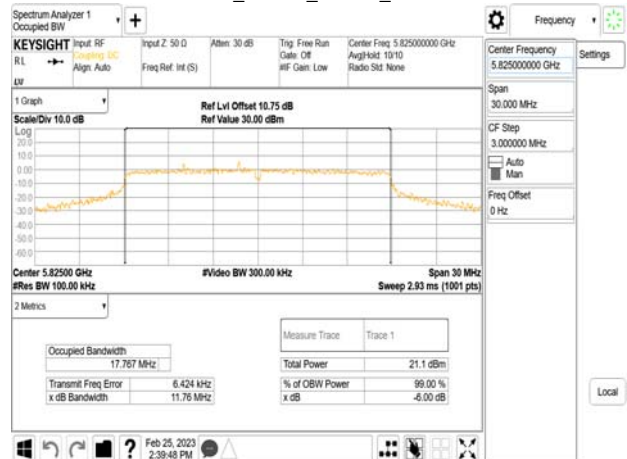 Spectrum Analyzer 1
Occupied BW
Frequency
KEYSIGHT
Input: RF
Input Z: 50 Ω
Atten: 30 dB
Trig: Free Run
Center Freq: 5.825000000 GHz
RL
Coupling: DC
Gate: Off
Avg|Hold: 10/10
Align: Auto
Freq Ref: Int (S)
#IF Gain: Low
Radio Std: None
Center Frequency
5.825000000 GHz
Settings
Span
30.000 MHz
CF Step
3.000000 MHz
Auto
Man
Freq Offset
0 Hz
Local
1 Graph
Ref Lvl Offset 10.75 dB
Scale/Div 10.0 dB
Ref Value 30.00 dBm
Log
20.0
10.0
0.00
-10.0
-20.0
-30.0
-40.0
-50.0
-60.0
Center 5.82500 GHz
#Video BW 300.00 kHz
Span 30 MHz
#Res BW 100.00 kHz
Sweep 2.93 ms (1001 pts)
2 Metrics
Measure Trace
Trace 1
Occupied Bandwidth
17.767 MHz
Total Power
21.1 dBm
Transmit Freq Error
6.424 kHz
% of OBW Power
99.00 %
x dB Bandwidth
11.76 MHz
x dB
-6.00 dB
Feb 25, 2023
2:39:48 PM